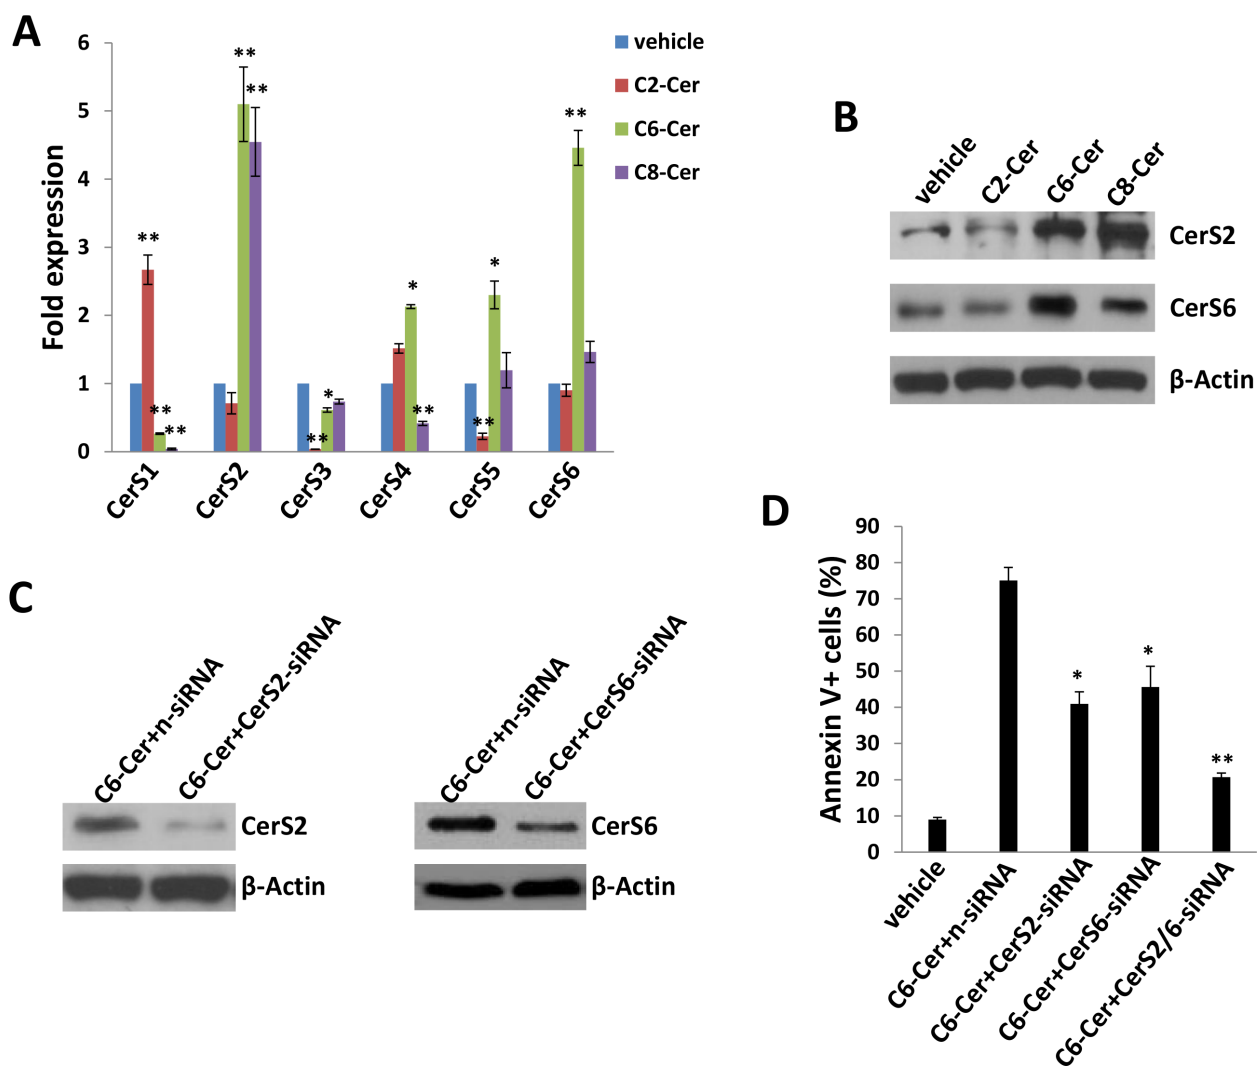 A
6
5
4
3
2
1
0
Fold expression
** ** ** ** ** ** * * ** ** * **
CerS1 CerS2 CerS3 CerS4 CerS5 CerS6
vehicle
C2-Cer
C6-Cer
C8-Cer
B
vehicle C2-Cer C6-Cer C8-Cer
CerS2
CerS6
β-Actin
C
C6-Cer+n-siRNA C6-Cer+CerS2-siRNA
CerS2
β-Actin
C6-Cer+n-siRNA C6-Cer+CerS6-siRNA
CerS6
β-Actin
D
90
80
70
60
50
40
30
20
10
0
Annexin V+ cells (%)
* * **
vehicle
C6-Cer+n-siRNA
C6-Cer+CerS2-siRNA
C6-Cer+CerS6-siRNA
C6-Cer+CerS2/6-siRNA